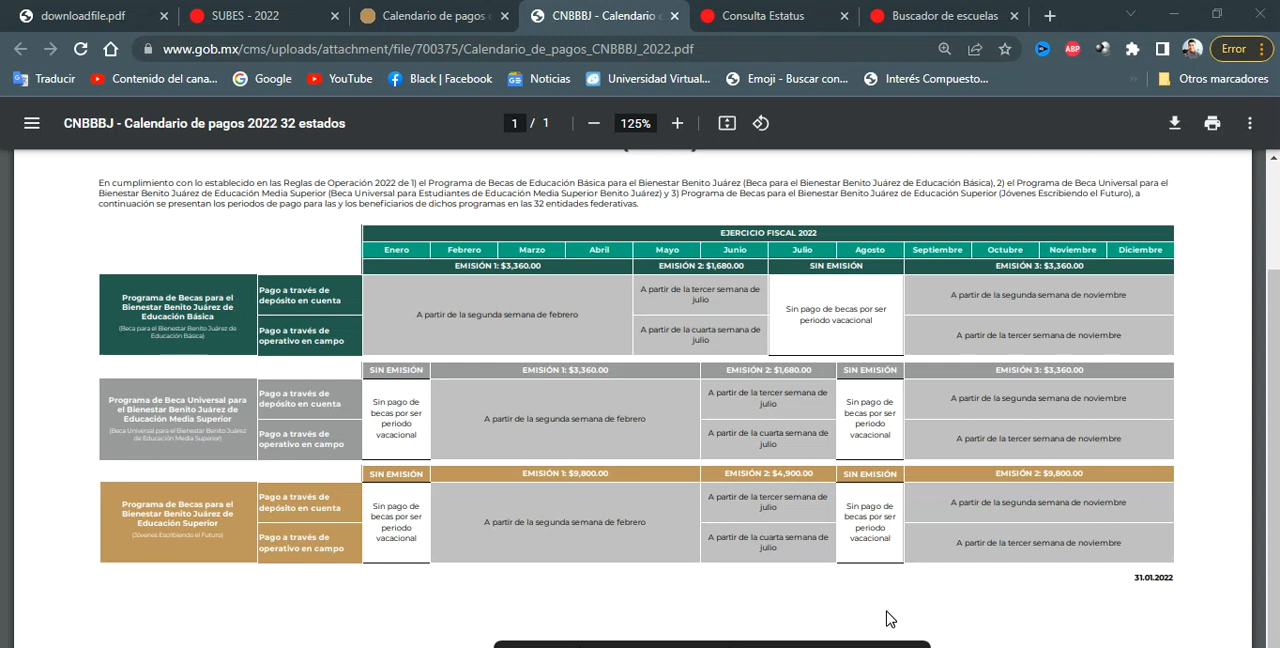 downloadfile.pdf
SUBES - 2022
Calendario de pagos
CNBBBJ - Calendario
Consulta Estatus
Buscador de escuelas
www.gob.mx/cms/uploads/attachment/file/700375/Calendario_de_pagos_CNBBBJ_2022.pdf
ABP
Error
Traducir
Contenido del cana...
Google
YouTube
Black | Facebook
Noticias
Universidad Virtual...
Emoji - Buscar con...
Interés Compuesto...
Otros marcadores
CNBBBJ - Calendario de pagos 2022 32 estados
1 / 1
125%
En cumplimiento con lo establecido en las Reglas de Operación 2022 de 1) el Programa de Becas de Educación Básica para el Bienestar Benito Juárez (Beca para el Bienestar Benito Juárez de Educación Básica), 2) el Programa de Beca Universal para el
Bienestar Benito Juárez de Educación Media Superior (Beca Universal para Estudiantes de Educación Media Superior Benito Juárez) y 3) Programa de Becas para el Bienestar Benito Juárez de Educación Superior (Jóvenes Escribiendo el Futuro), a
continuación se presentan los periodos de pago para las y los beneficiarios de dichos programas en las 32 entidades federativas.
EJERCICIO FISCAL 2022
Enero Febrero Marzo Abril Mayo Junio Julio Agosto Septiembre Octubre Noviembre Diciembre
EMISIÓN 1: $3,360.00 EMISIÓN 2: $1,680.00 SIN EMISIÓN EMISIÓN 3: $3,360.00
Programa de Becas para el
Bienestar Benito Juárez de
Educación Básica
(Beca para el Bienestar Benito Juárez de
Educación Básica)
Pago a través de
depósito en cuenta
Pago a través de
operativo en campo
A partir de la segunda semana de febrero
A partir de la tercer semana de
julio
A partir de la cuarta semana de
julio
Sin pago de becas por ser
periodo vacacional
A partir de la segunda semana de noviembre
A partir de la tercer semana de noviembre
SIN EMISIÓN EMISIÓN 1: $3,360.00 EMISIÓN 2: $1,680.00 SIN EMISIÓN EMISIÓN 3: $3,360.00
Programa de Beca Universal para
el Bienestar Benito Juárez de
Educación Media Superior
(Beca Universal para el Bienestar Benito Juárez
de Educación Media Superior)
Pago a través de
depósito en cuenta
Pago a través de
operativo en campo
Sin pago de
becas por ser
periodo
vacacional
A partir de la segunda semana de febrero
A partir de la tercer semana de
julio
A partir de la cuarta semana de
julio
Sin pago de
becas por ser
periodo
vacacional
A partir de la segunda semana de noviembre
A partir de la tercer semana de noviembre
SIN EMISIÓN EMISIÓN 1: $9,800.00 EMISIÓN 2: $4,900.00 SIN EMISIÓN EMISIÓN 2: $9,800.00
Programa de Becas para el
Bienestar Benito Juárez de
Educación Superior
(Jóvenes Escribiendo el Futuro)
Pago a través de
depósito en cuenta
Pago a través de
operativo en campo
Sin pago de
becas por ser
periodo
vacacional
A partir de la segunda semana de febrero
A partir de la tercer semana de
julio
A partir de la cuarta semana de
julio
Sin pago de
becas por ser
periodo
vacacional
A partir de la segunda semana de noviembre
A partir de la tercer semana de noviembre
31.01.2022